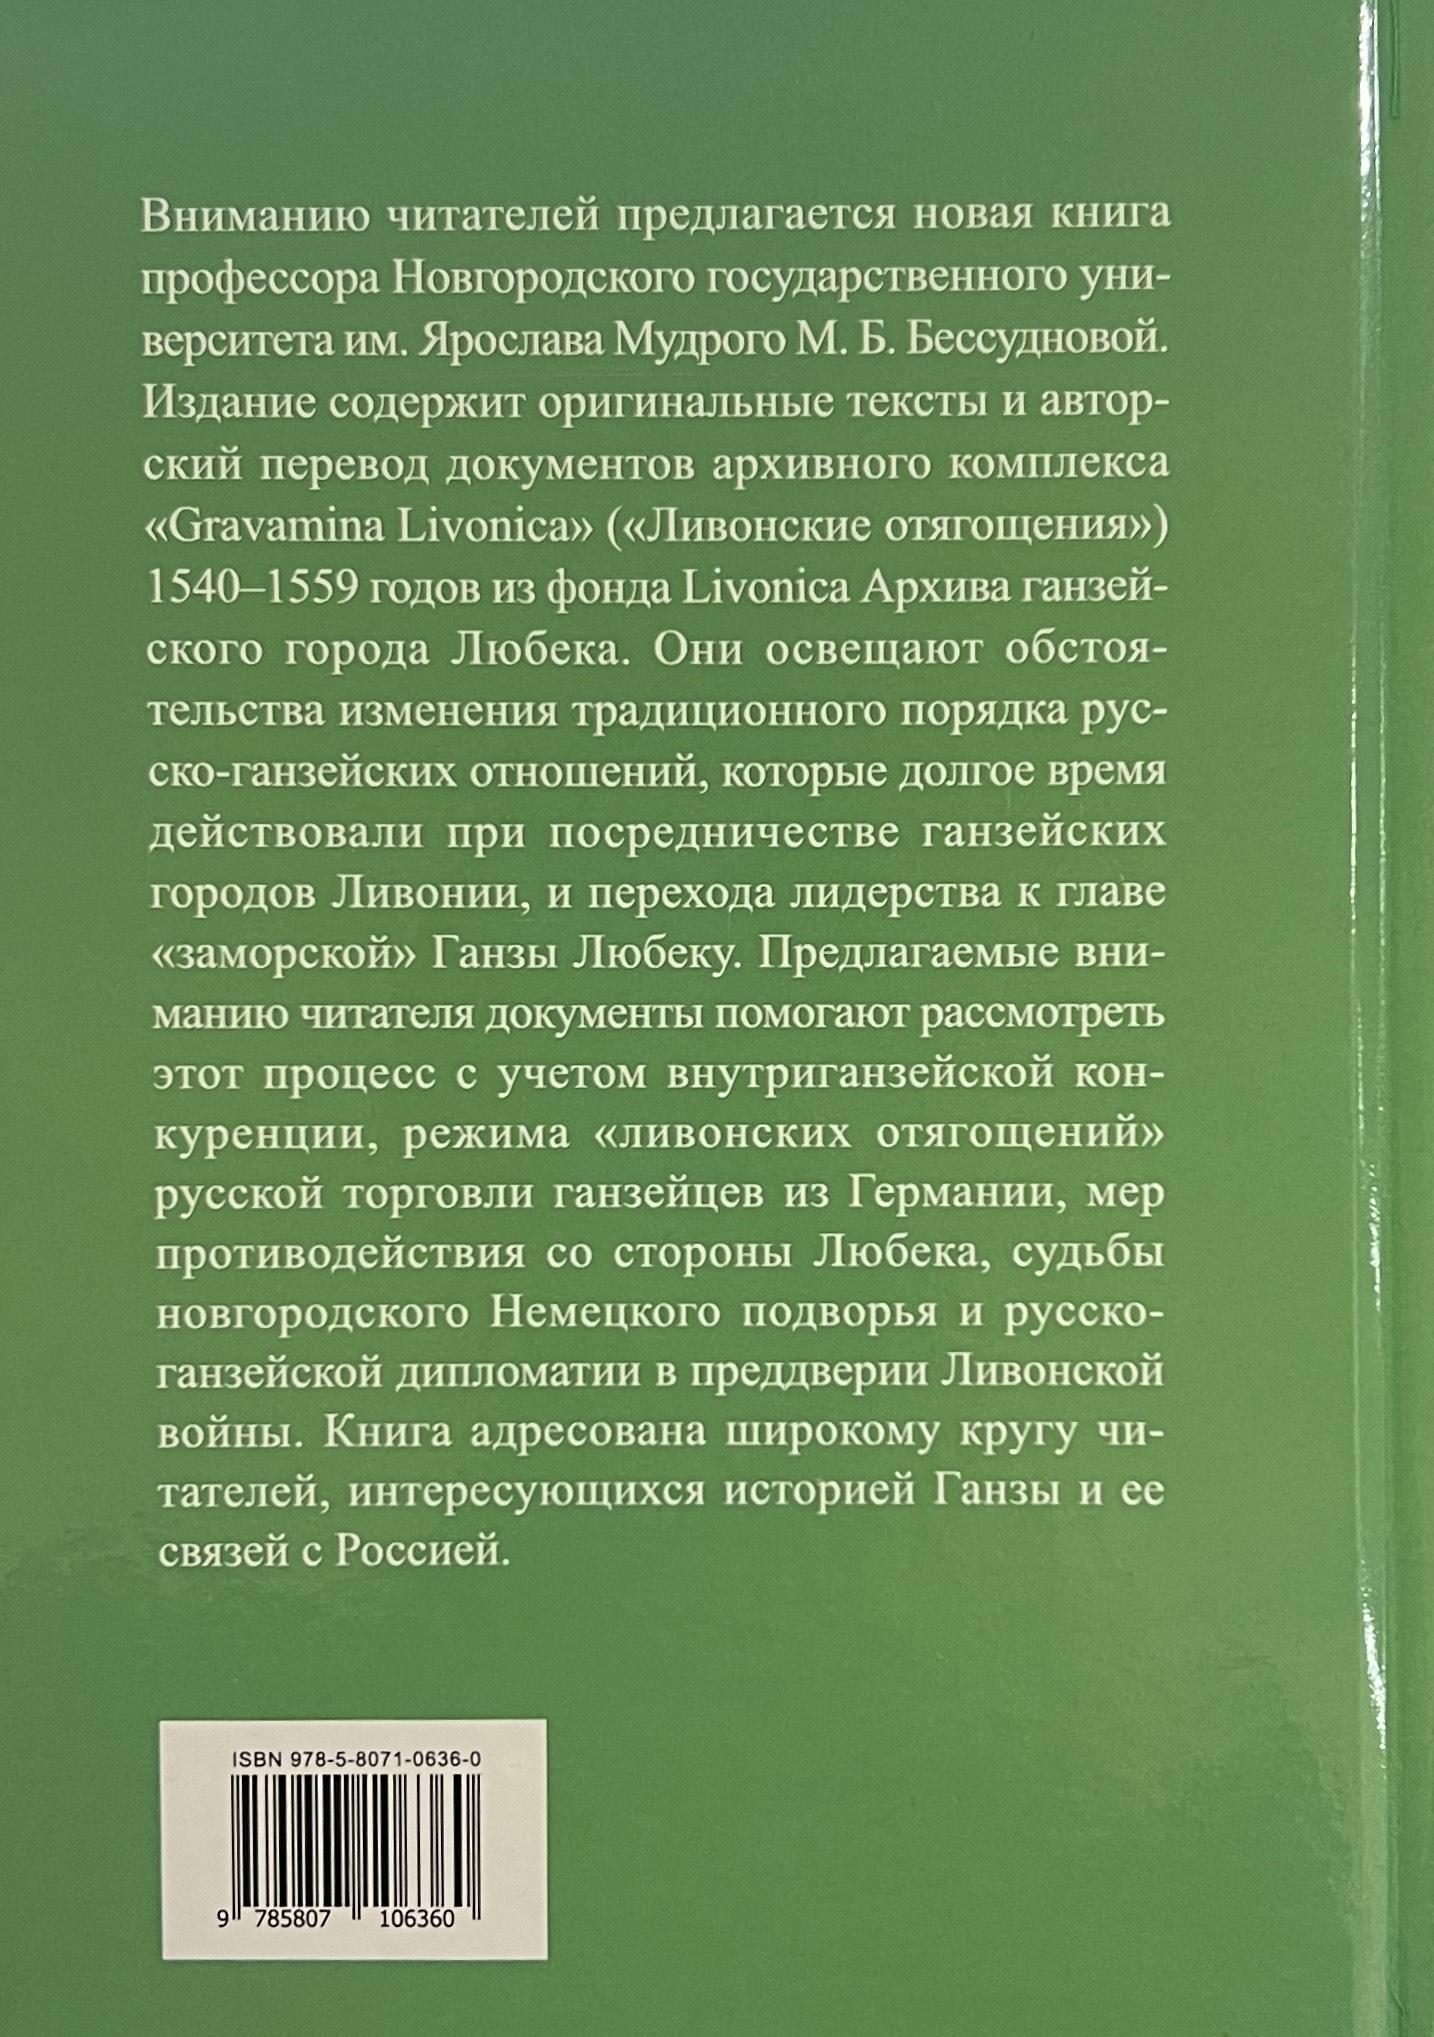 Вниманию читателей предлагается новая книга
профессора Новгородского государственного уни-
верситета им. Ярослава Мудрого М. Б. Бессудновой.
Издание содержит оригинальные тексты и автор-
ский перевод документов архивного комплекса
«Gravamina Livonica» («Ливонские отягощения»)
1540–1559 годов из фонда Livonica Архива ганзей-
ского города Любека. Они освещают обстоя-
тельства изменения традиционного порядка рус-
ско-ганзейских отношений, которые долгое время
действовали при посредничестве ганзейских
городов Ливонии, и перехода лидерства к главе
«заморской» Ганзы Любеку. Предлагаемые вни-
манию читателя документы помогают рассмотреть
этот процесс с учетом внутриганзейской кон-
куренции, режима «ливонских отягощений»
русской торговли ганзейцев из Германии, мер
противодействия со стороны Любека, судьбы
новгородского Немецкого подворья и русско-
ганзейской дипломатии в преддверии Ливонской
войны. Книга адресована широкому кругу чи-
тателей, интересующихся историей Ганзы и ее
связей с Россией.
ISBN 978-5-8071-0636-0
9 785807 106360